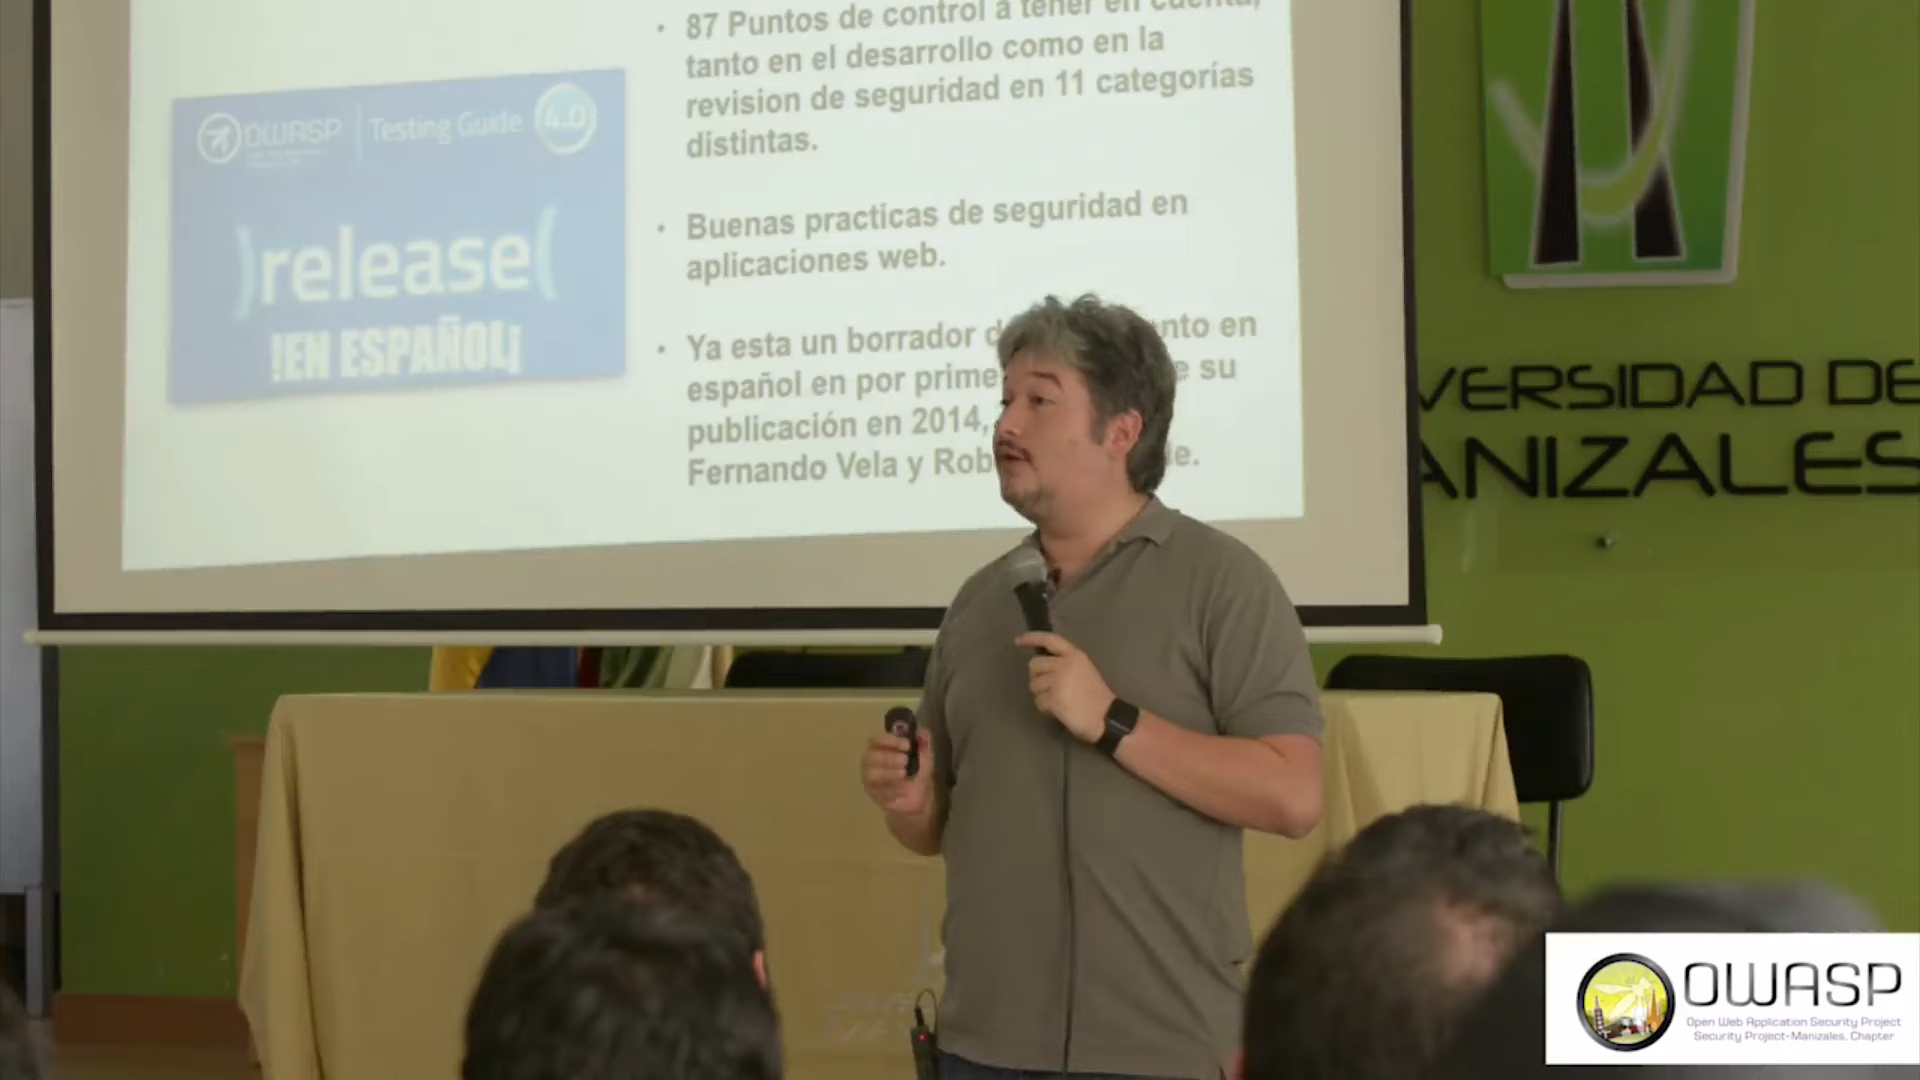 87 Puntos de control a tener en cuenta,
tanto en el desarrollo como en la
revision de seguridad en 11 categorías
distintas.
Buenas practicas de seguridad en
aplicaciones web.
Ya esta un borrador d nto en
español en por prime e su
publicación en 2014,
Fernando Vela y Rob le.
OWASP Testing Guide 4.0
)release(
!EN ESPAÑOL¡
VERSIDAD DE
ANIZALES
OWASP
Open Web Application Security Project
Security Project-Manizales. Chapter